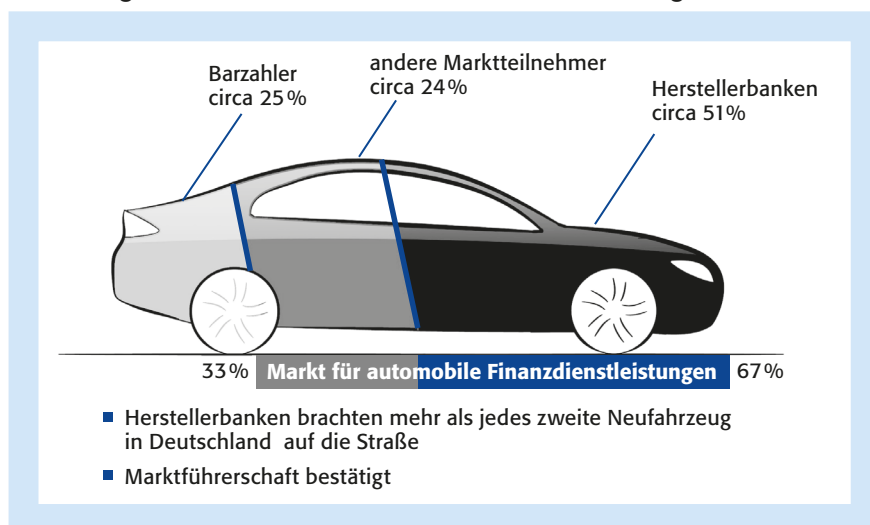 Barzahler
circa 25%
andere Marktteilnehmer
circa 24%
Herstellerbanken
circa 51%
33% Markt für automobile Finanzdienstleistungen 67%
Herstellerbanken brachten mehr als jedes zweite Neufahrzeug
in Deutschland auf die Straße
Marktführerschaft bestätigt